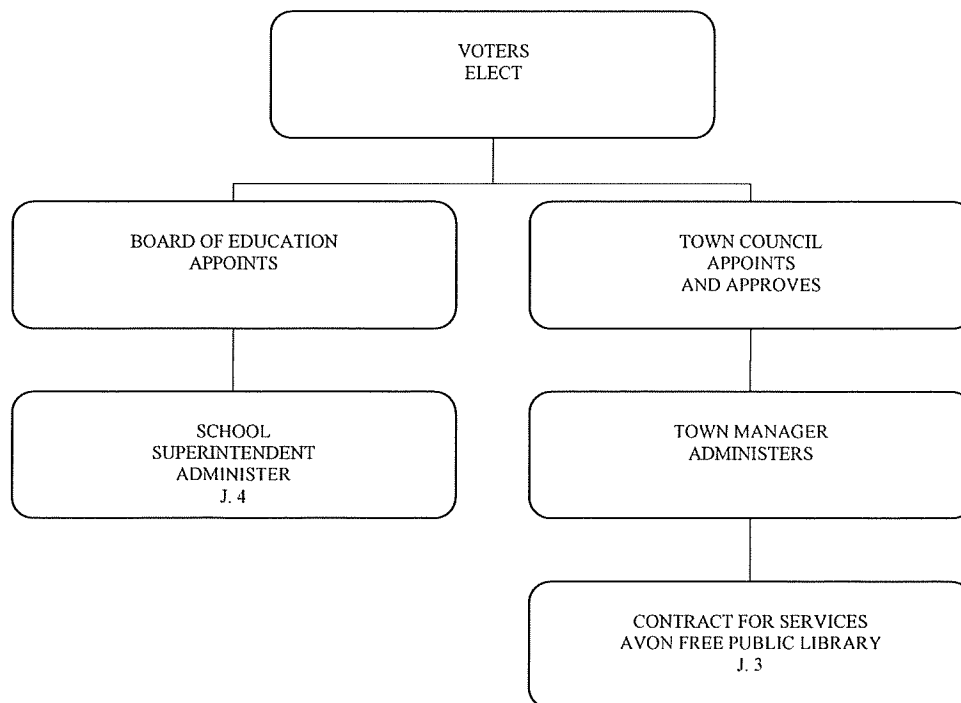 VOTERS
ELECT
BOARD OF EDUCATION
APPOINTS
TOWN COUNCIL
APPOINTS
AND APPROVES
SCHOOL
SUPERINTENDENT
ADMINISTER
J. 4
TOWN MANAGER
ADMINISTERS
CONTRACT FOR SERVICES
AVON FREE PUBLIC LIBRARY
J. 3